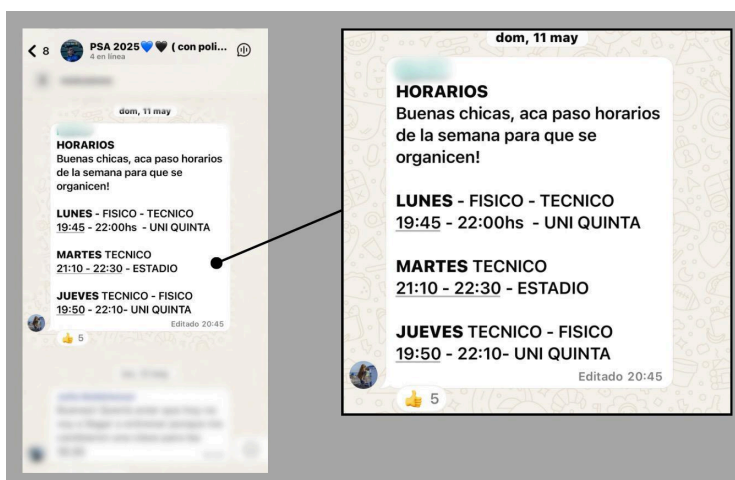 8
PSA 2025💙🖤 ( con poli...
4 en línea
dom, 11 may
HORARIOS
Buenas chicas, aca paso horarios
de la semana para que se
organicen!
LUNES - FISICO - TECNICO
19:45 - 22:00hs - UNI QUINTA
MARTES TECNICO
21:10 - 22:30 - ESTADIO
JUEVES TECNICO - FISICO
19:50 - 22:10- UNI QUINTA
Editado 20:45
👍 5
dom, 11 may
HORARIOS
Buenas chicas, aca paso horarios
de la semana para que se
organicen!
LUNES - FISICO - TECNICO
19:45 - 22:00hs - UNI QUINTA
MARTES TECNICO
21:10 - 22:30 - ESTADIO
JUEVES TECNICO - FISICO
19:50 - 22:10- UNI QUINTA
Editado 20:45
👍 5